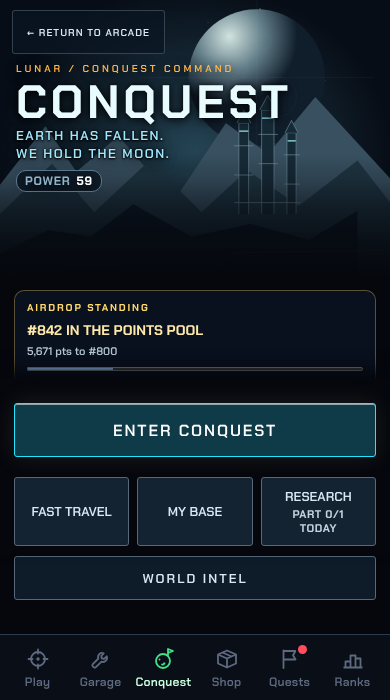 ← RETURN TO ARCADE
LUNAR / CONQUEST COMMAND
CONQUEST
EARTH HAS FALLEN.
WE HOLD THE MOON.
POWER 59
AIRDROP STANDING
#842 IN THE POINTS POOL
5,671 pts to #800
ENTER CONQUEST
FAST TRAVEL
MY BASE
RESEARCH
PART 0/1
TODAY
WORLD INTEL
Play Garage Conquest Shop Quests Ranks